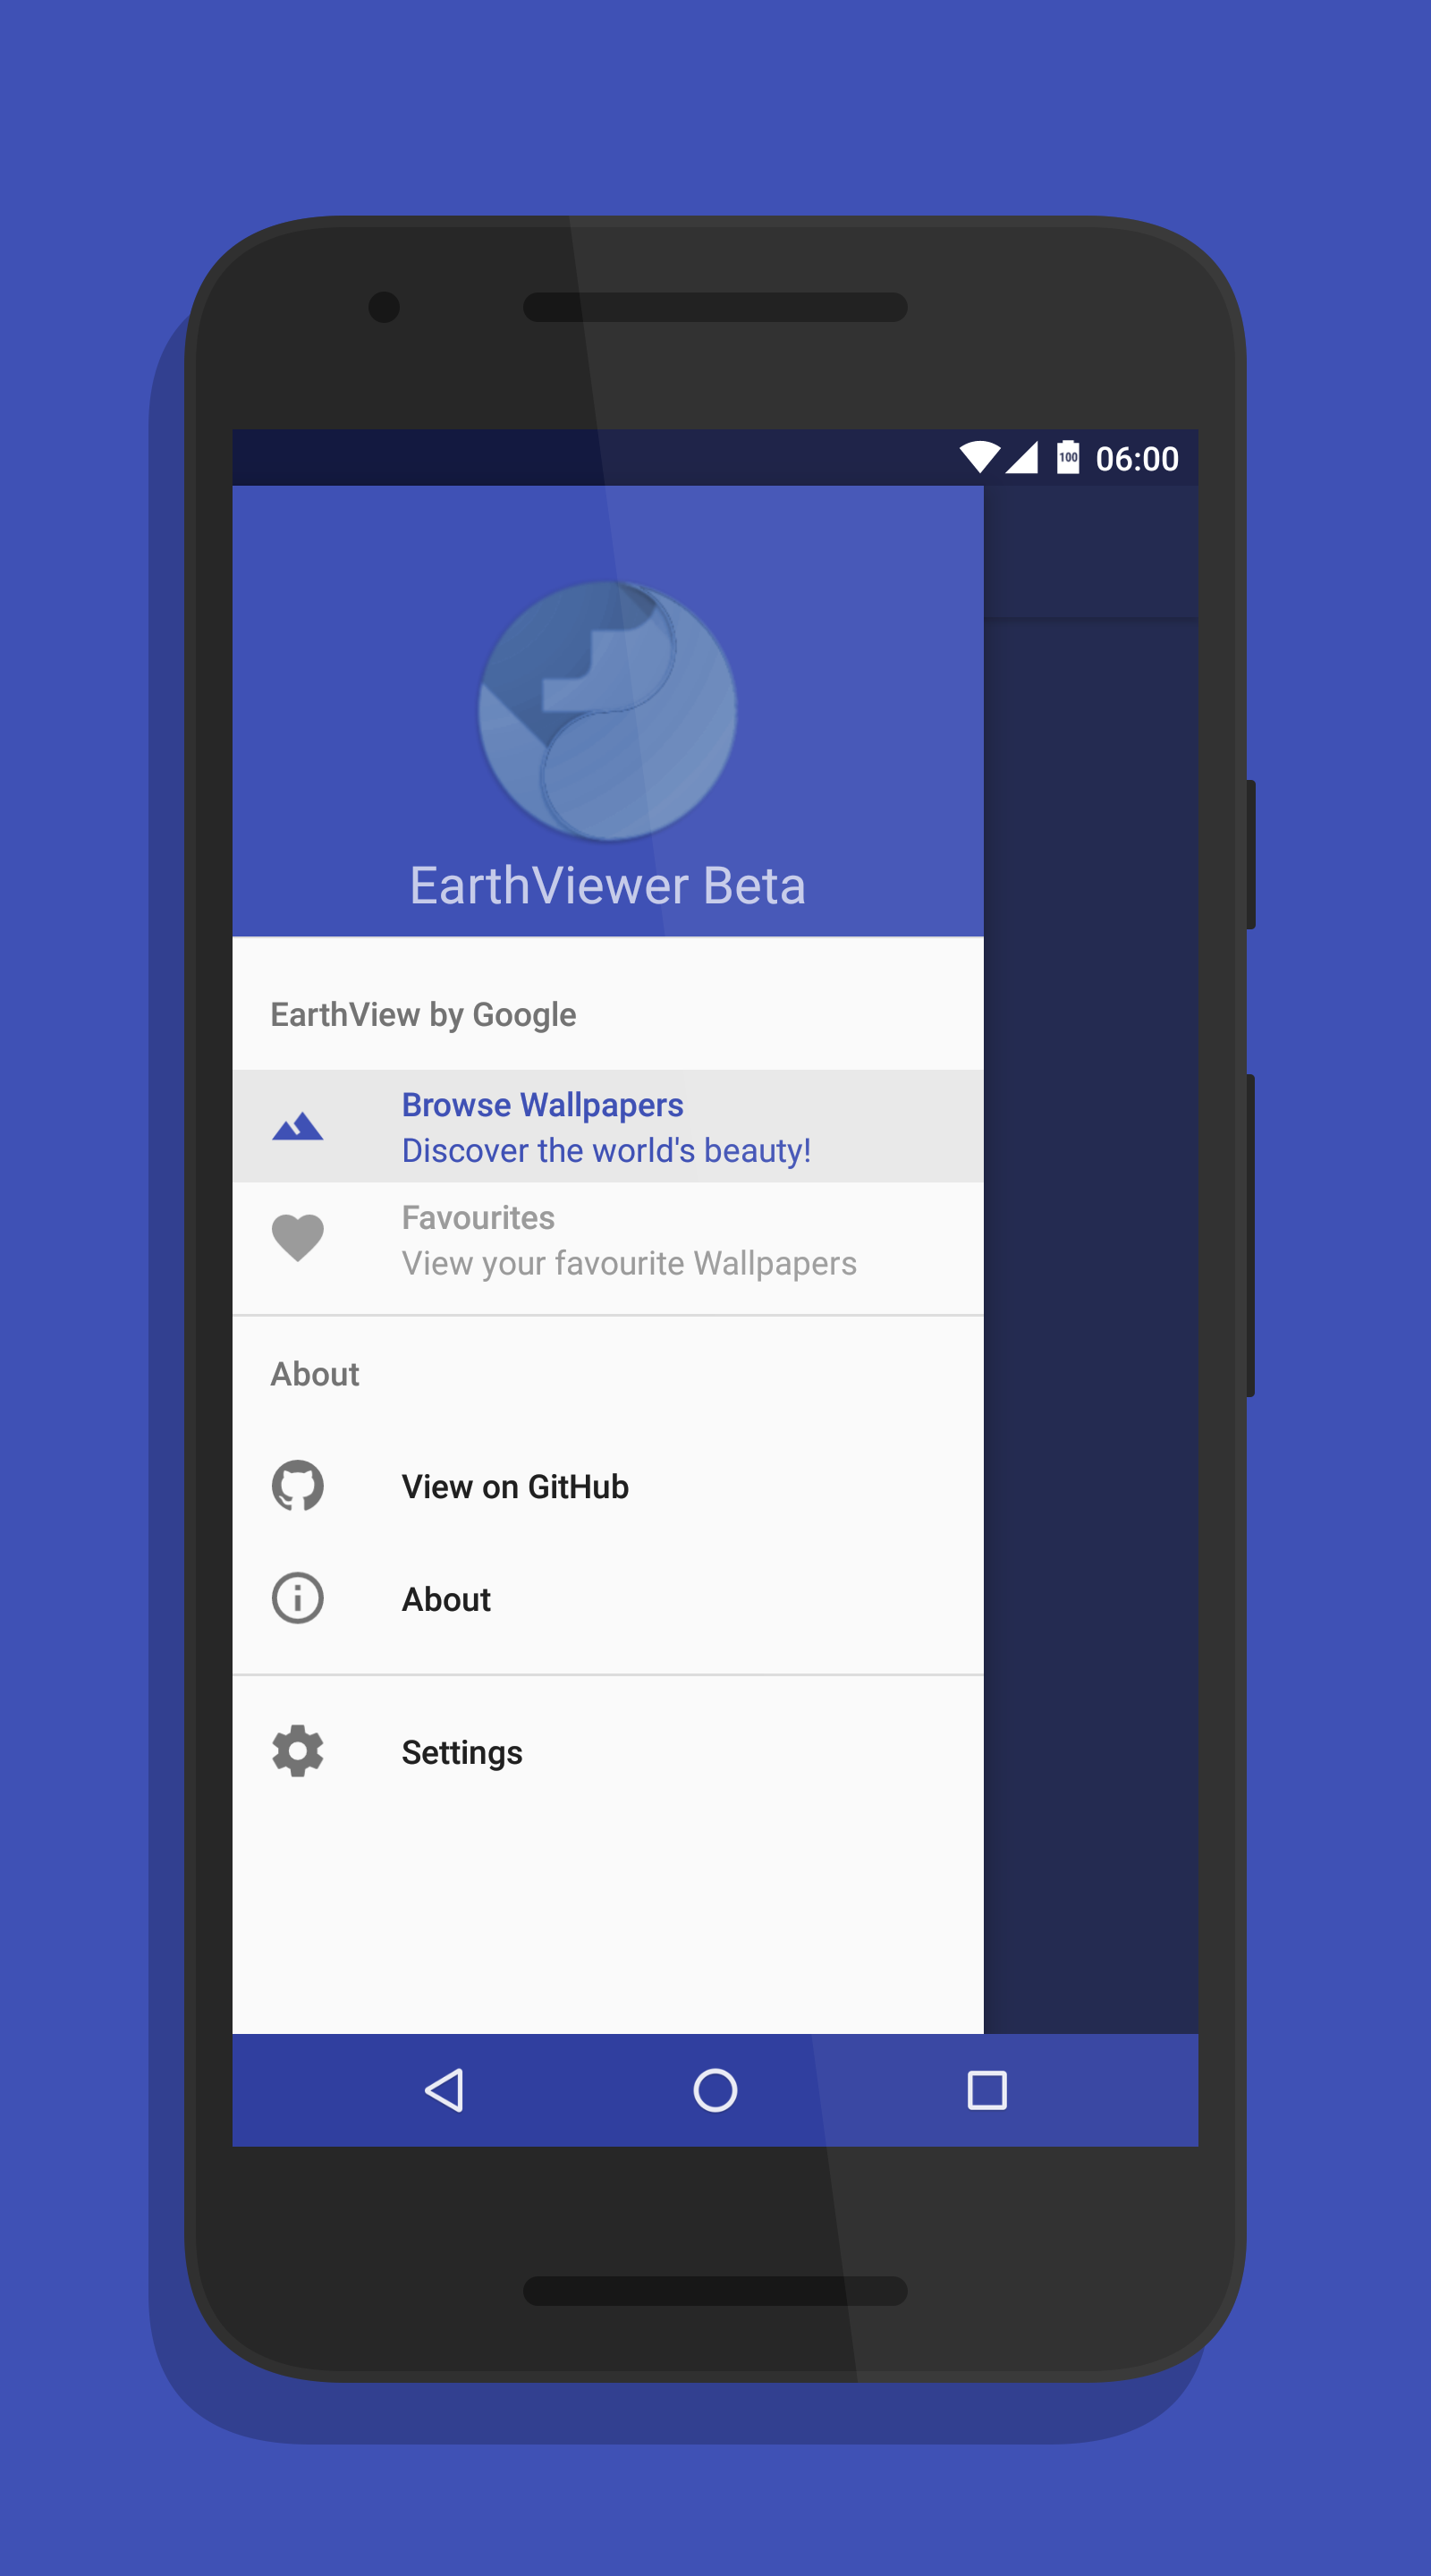 100 06:00
EarthViewer Beta
EarthView by Google
Browse Wallpapers
Discover the world's beauty!
Favourites
View your favourite Wallpapers
About
View on GitHub
About
Settings